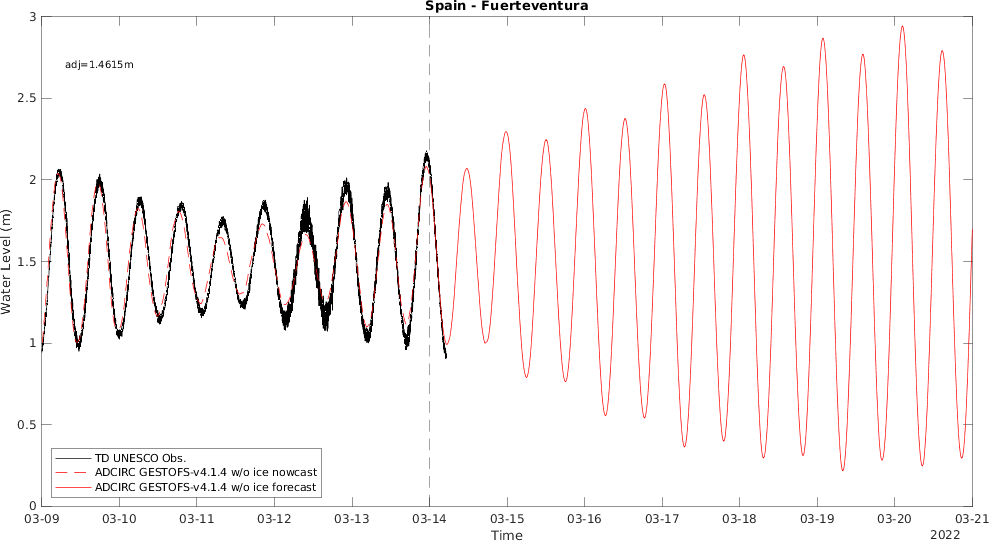 Spain - Fuerteventura
adj=1.4615m
3
2.5
2
1.5
1
0.5
0
Water Level (m)
TD UNESCO Obs.
ADCIRC GESTOFS-v4.1.4 w/o ice nowcast
ADCIRC GESTOFS-v4.1.4 w/o ice forecast
03-09 03-10 03-11 03-12 03-13 03-14 03-15 03-16 03-17 03-18 03-19 03-20 03-21
Time
2022